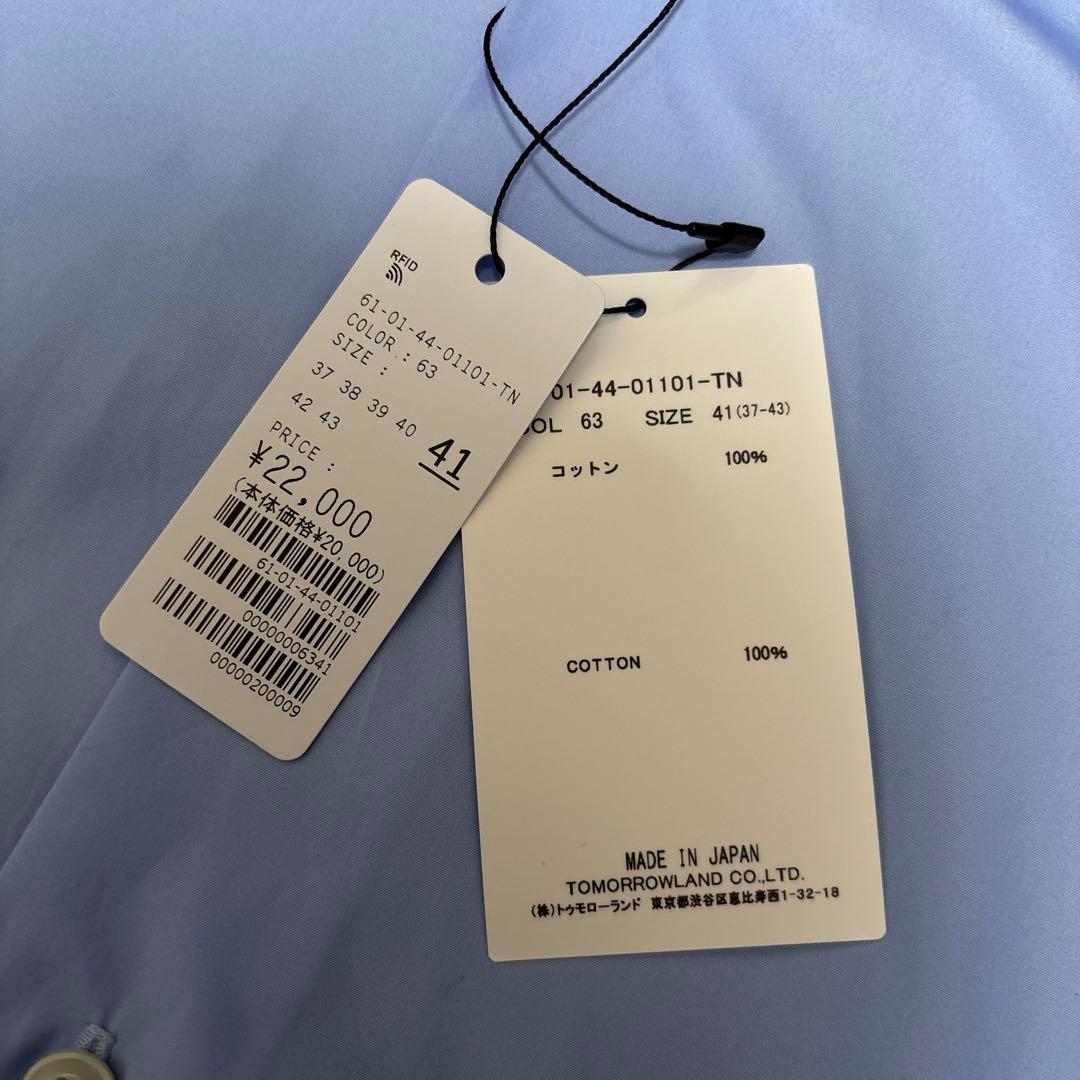 RFID
61-01-44-01101-TN
COLOR : 63
SIZE :
37 38 39 40 41
42 43
PRICE :
¥22,000
(本体価格¥20,000)
61-01-44-01101
00000006341
00000200009
01-44-01101-TN
OL 63 SIZE 41(37-43)
コットン 100%
COTTON 100%
MADE IN JAPAN
TOMORROWLAND CO.,LTD.
(株)トゥモローランド 東京都渋谷区恵比寿西1-32-18